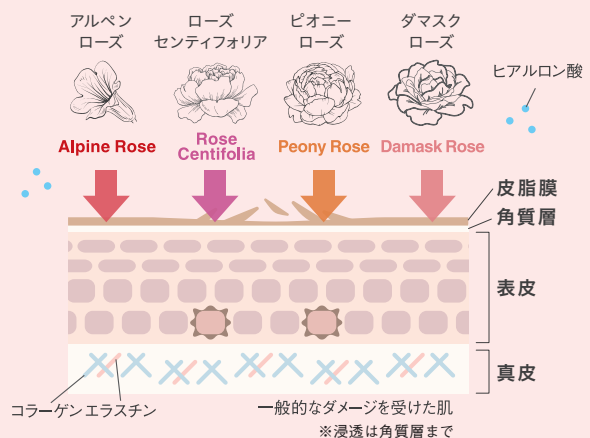 アルペン
ローズ
ローズ
センティフォリア
ピオニー
ローズ
ダマスク
ローズ
ヒアルロン酸
Alpine Rose
Rose
Centifolia
Peony Rose
Damask Rose
皮脂膜
角質層
表皮
真皮
コラーゲン
エラスチン
一般的なダメージを受けた肌
※浸透は角質層まで